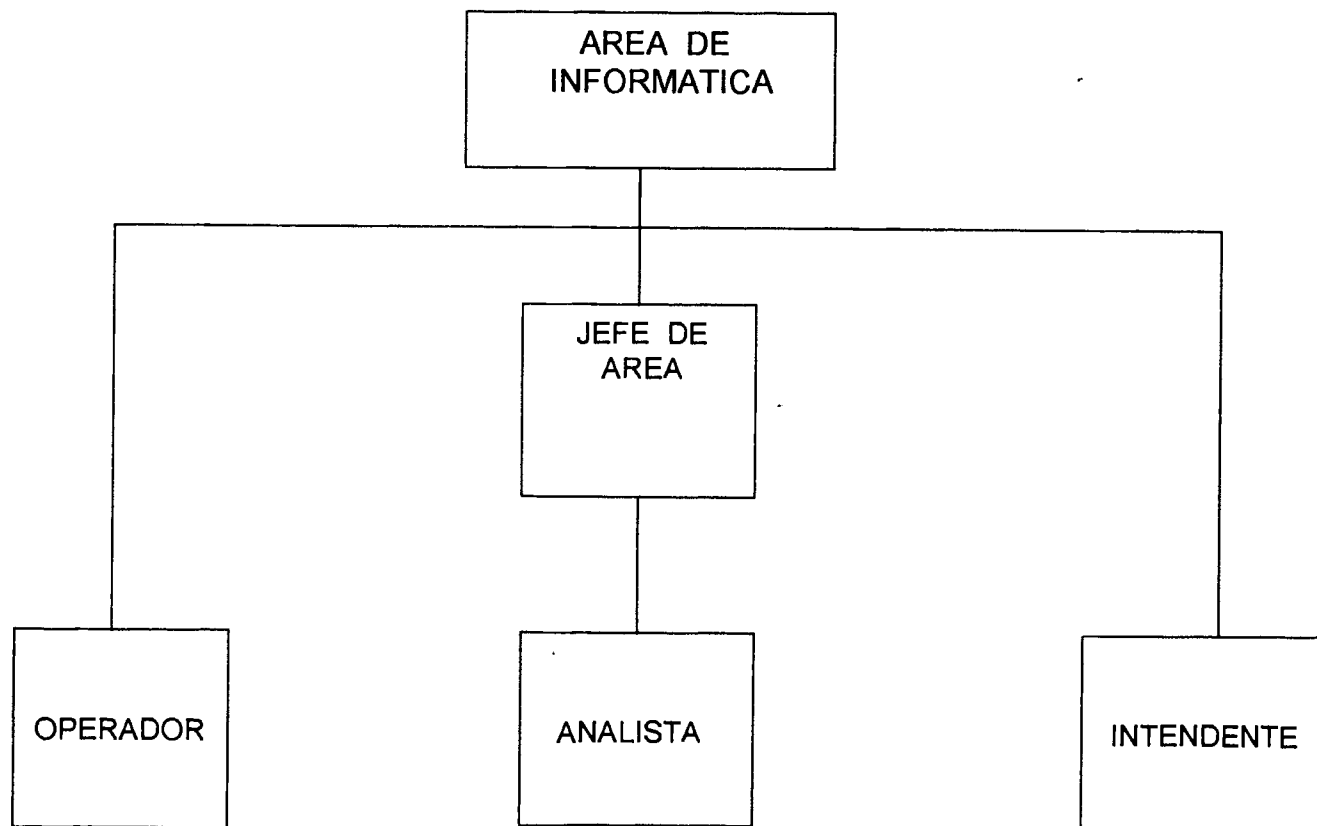 AREA DE
INFORMATICA
JEFE DE
AREA
OPERADOR
ANALISTA
INTENDENTE